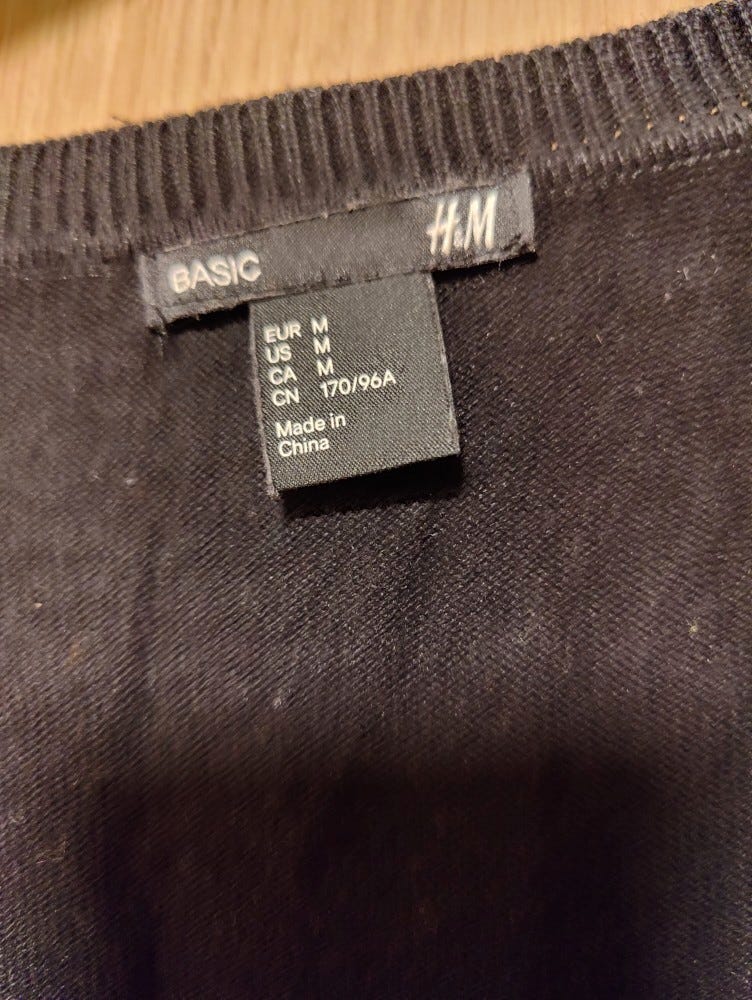 BASIC H&M
EUR M
US M
CA M
CN 170/96A
Made in
China